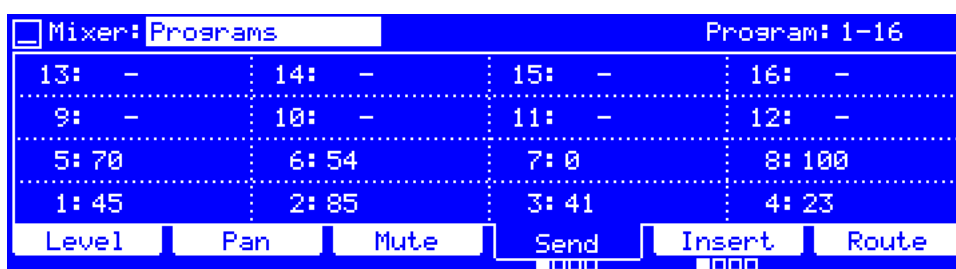 Mixer: Programs Program: 1-16
13: - 14: - 15: - 16: -
9: - 10: - 11: - 12: -
5: 70 6: 54 7: 0 8: 100
1: 45 2: 85 3: 41 4: 23
Level Pan Mute Send Insert Route